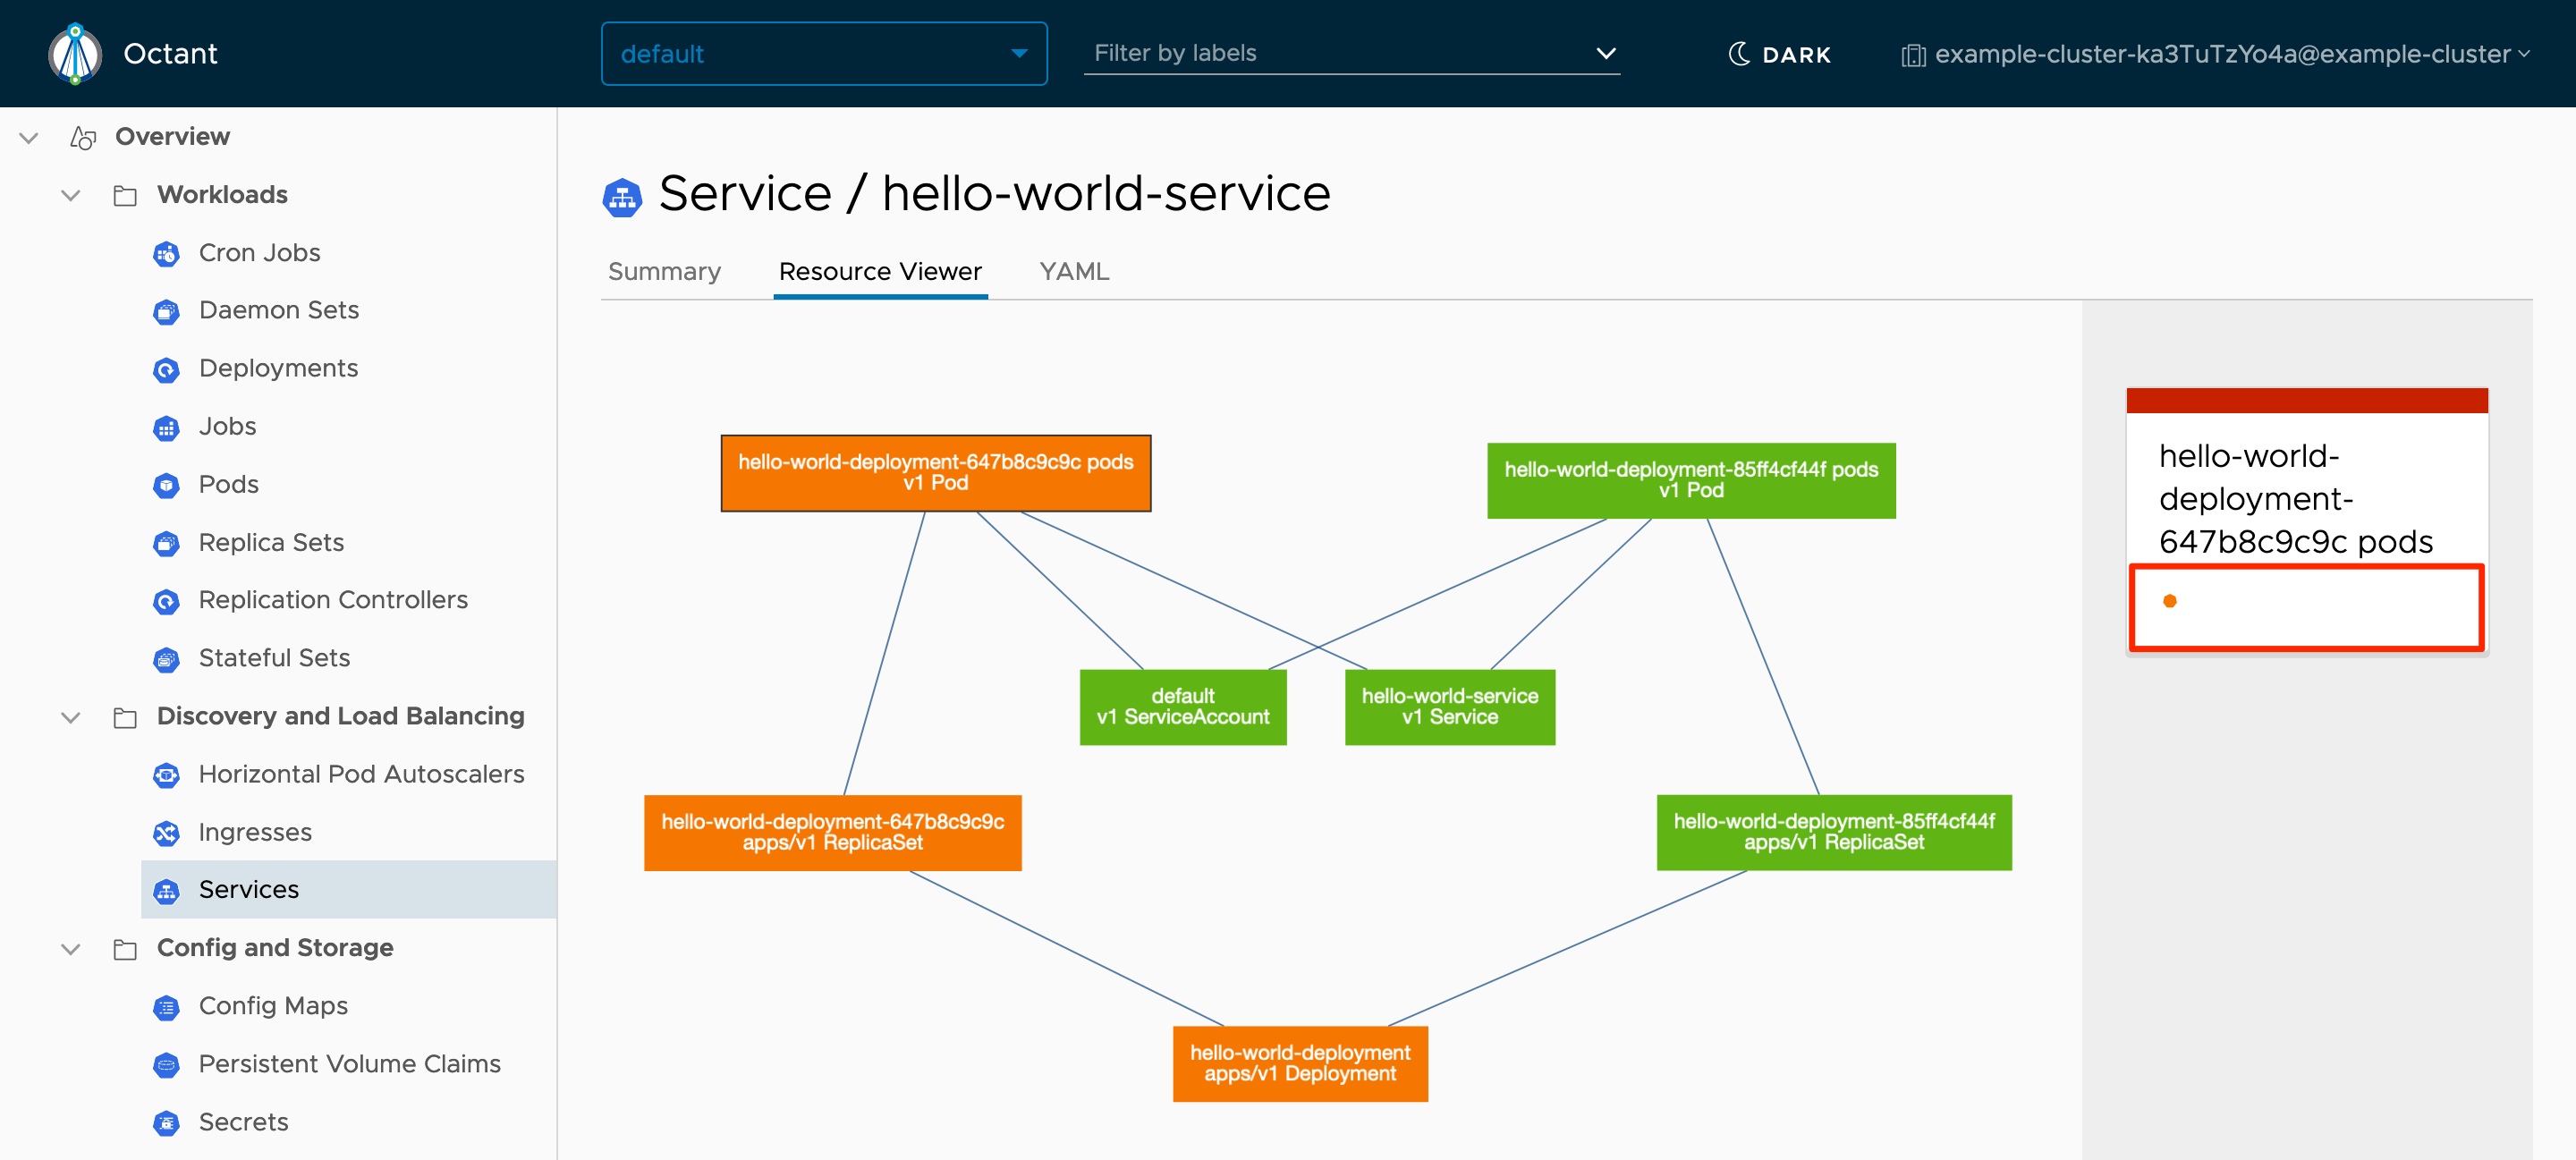 Octant
default
Filter by labels
DARK
example-cluster-ka3TuTzYo4a@example-cluster
Overview
Workloads
Cron Jobs
Daemon Sets
Deployments
Jobs
Pods
Replica Sets
Replication Controllers
Stateful Sets
Discovery and Load Balancing
Horizontal Pod Autoscalers
Ingresses
Services
Config and Storage
Config Maps
Persistent Volume Claims
Secrets
Service / hello-world-service
Summary
Resource Viewer
YAML
hello-world-deployment-647b8c9c9c pods
v1 Pod
hello-world-deployment-85ff4cf44f pods
v1 Pod
default
v1 ServiceAccount
hello-world-service
v1 Service
hello-world-deployment-647b8c9c9c
apps/v1 ReplicaSet
hello-world-deployment-85ff4cf44f
apps/v1 ReplicaSet
hello-world-deployment
apps/v1 Deployment
hello-world-
deployment-
647b8c9c9c pods